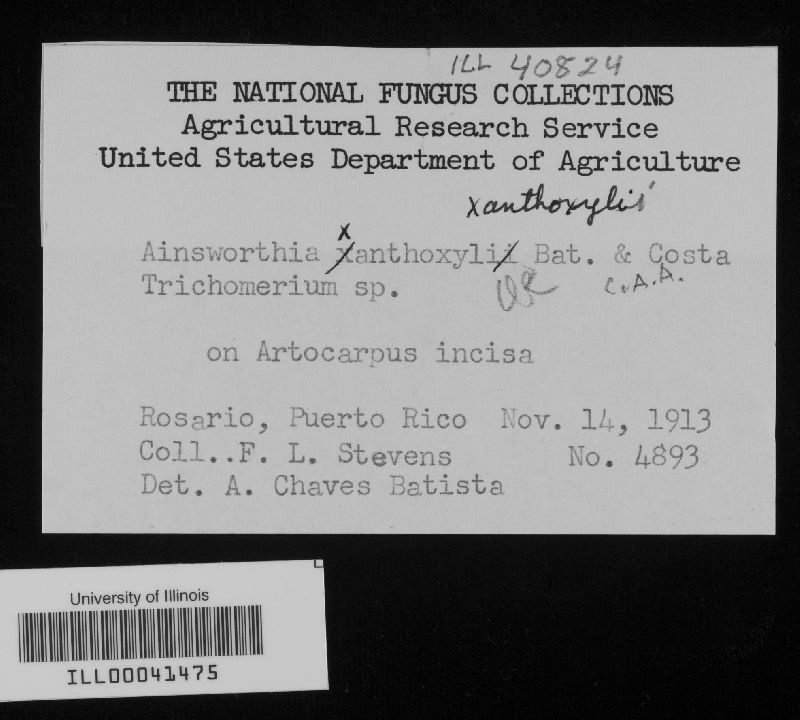 ILL 40824
THE NATIONAL FUNGUS COLLECTIONS
Agricultural Research Service
United States Department of Agriculture
xanthoxylii
x
Ainsworthia xanthoxylii Bat. & Costa
Trichomerium sp. C.A.A.
on Artocarpus incisa
Rosario, Puerto Rico Nov. 14, 1913
Coll..F. L. Stevens No. 4893
Det. A. Chaves Batista
University of Illinois
ILL00041475